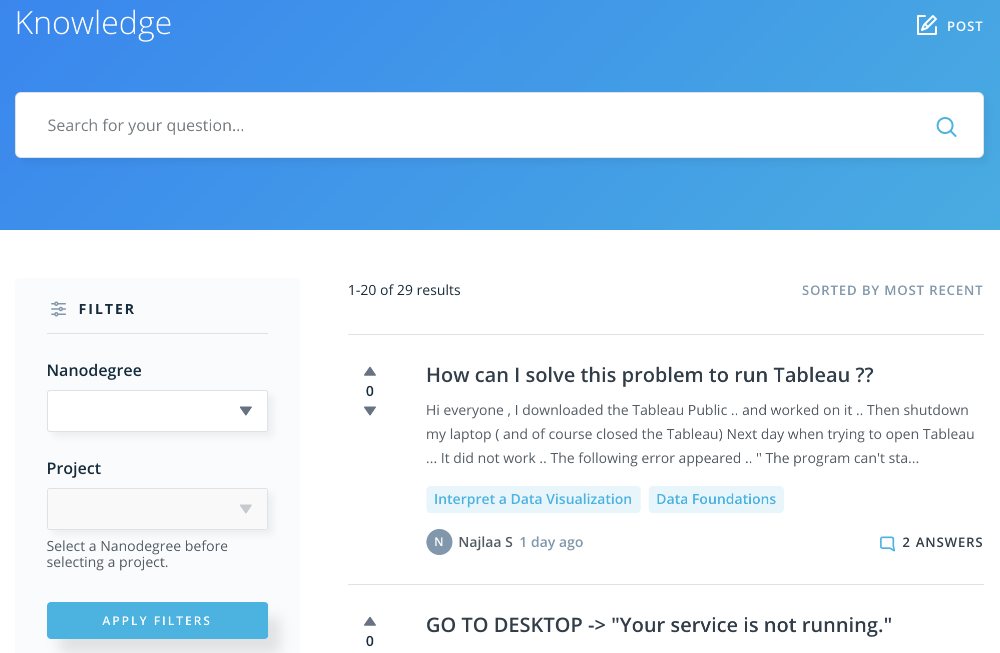 Knowledge
POST
Search for your question...
FILTER
Nanodegree
Project
Select a Nanodegree before
selecting a project.
APPLY FILTERS
1-20 of 29 results
SORTED BY MOST RECENT
0
How can I solve this problem to run Tableau ??
Hi everyone , I downloaded the Tableau Public .. and worked on it .. Then shutdown
my laptop ( and of course closed the Tableau) Next day when trying to open Tableau
... It did not work .. The following error appeared .. " The program can't sta...
Interpret a Data Visualization
Data Foundations
N
Najlaa S 1 day ago
2 ANSWERS
0
GO TO DESKTOP -> "Your service is not running."